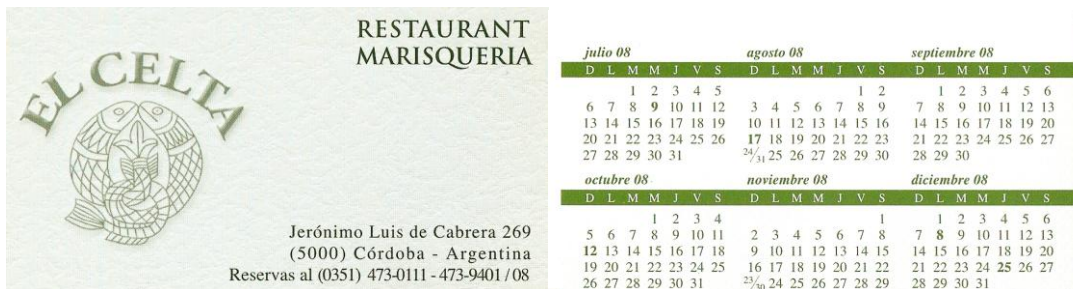 EL CELTA
RESTAURANT
MARISQUERIA
Jerónimo Luis de Cabrera 269
(5000) Córdoba - Argentina
Reservas al (0351) 473-0111 - 473-9401 / 08
julio 08
D L M M J V S
1 2 3 4 5
6 7 8 9 10 11 12
13 14 15 16 17 18 19
20 21 22 23 24 25 26
27 28 29 30 31
agosto 08
D L M M J V S
1 2
3 4 5 6 7 8 9
10 11 12 13 14 15 16
17 18 19 20 21 22 23
24/31 25 26 27 28 29 30
septiembre 08
D L M M J V S
1 2 3 4 5 6
7 8 9 10 11 12 13
14 15 16 17 18 19 20
21 22 23 24 25 26 27
28 29 30
octubre 08
D L M M J V S
1 2 3 4
5 6 7 8 9 10 11
12 13 14 15 16 17 18
19 20 21 22 23 24 25
26 27 28 29 30 31
noviembre 08
D L M M J V S
1
2 3 4 5 6 7 8
9 10 11 12 13 14 15
16 17 18 19 20 21 22
23/30 24 25 26 27 28 29
diciembre 08
D L M M J V S
1 2 3 4 5 6
7 8 9 10 11 12 13
14 15 16 17 18 19 20
21 22 23 24 25 26 27
28 29 30 31